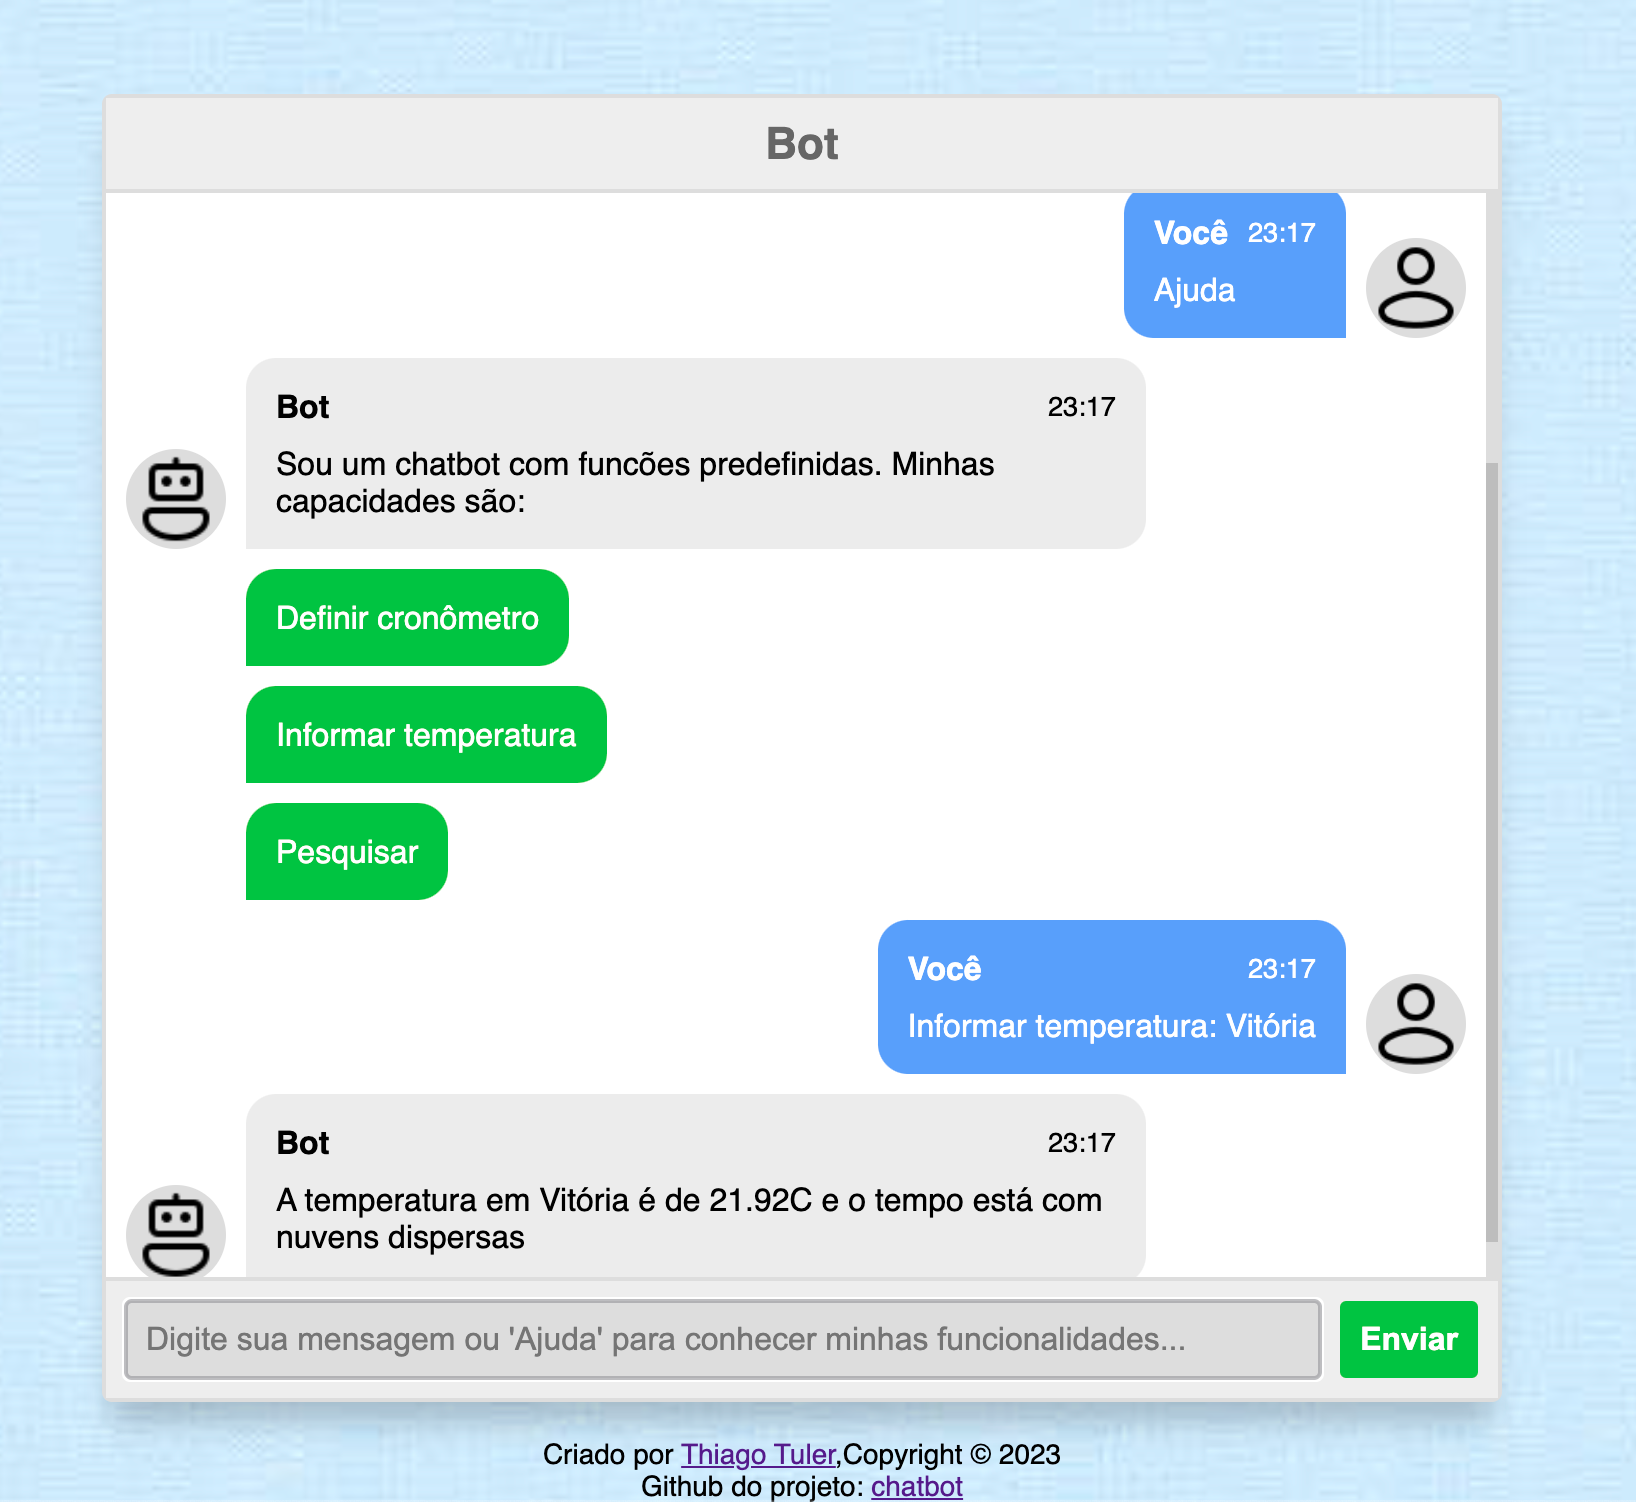 Bot
Você 23:17
Ajuda
Bot 23:17
Sou um chatbot com funcões predefinidas. Minhas
capacidades são:
Definir cronômetro
Informar temperatura
Pesquisar
Você 23:17
Informar temperatura: Vitória
Bot 23:17
A temperatura em Vitória é de 21.92C e o tempo está com
nuvens dispersas
Digite sua mensagem ou 'Ajuda' para conhecer minhas funcionalidades...
Enviar
Criado por Thiago Tuler,Copyright © 2023
Github do projeto: chatbot